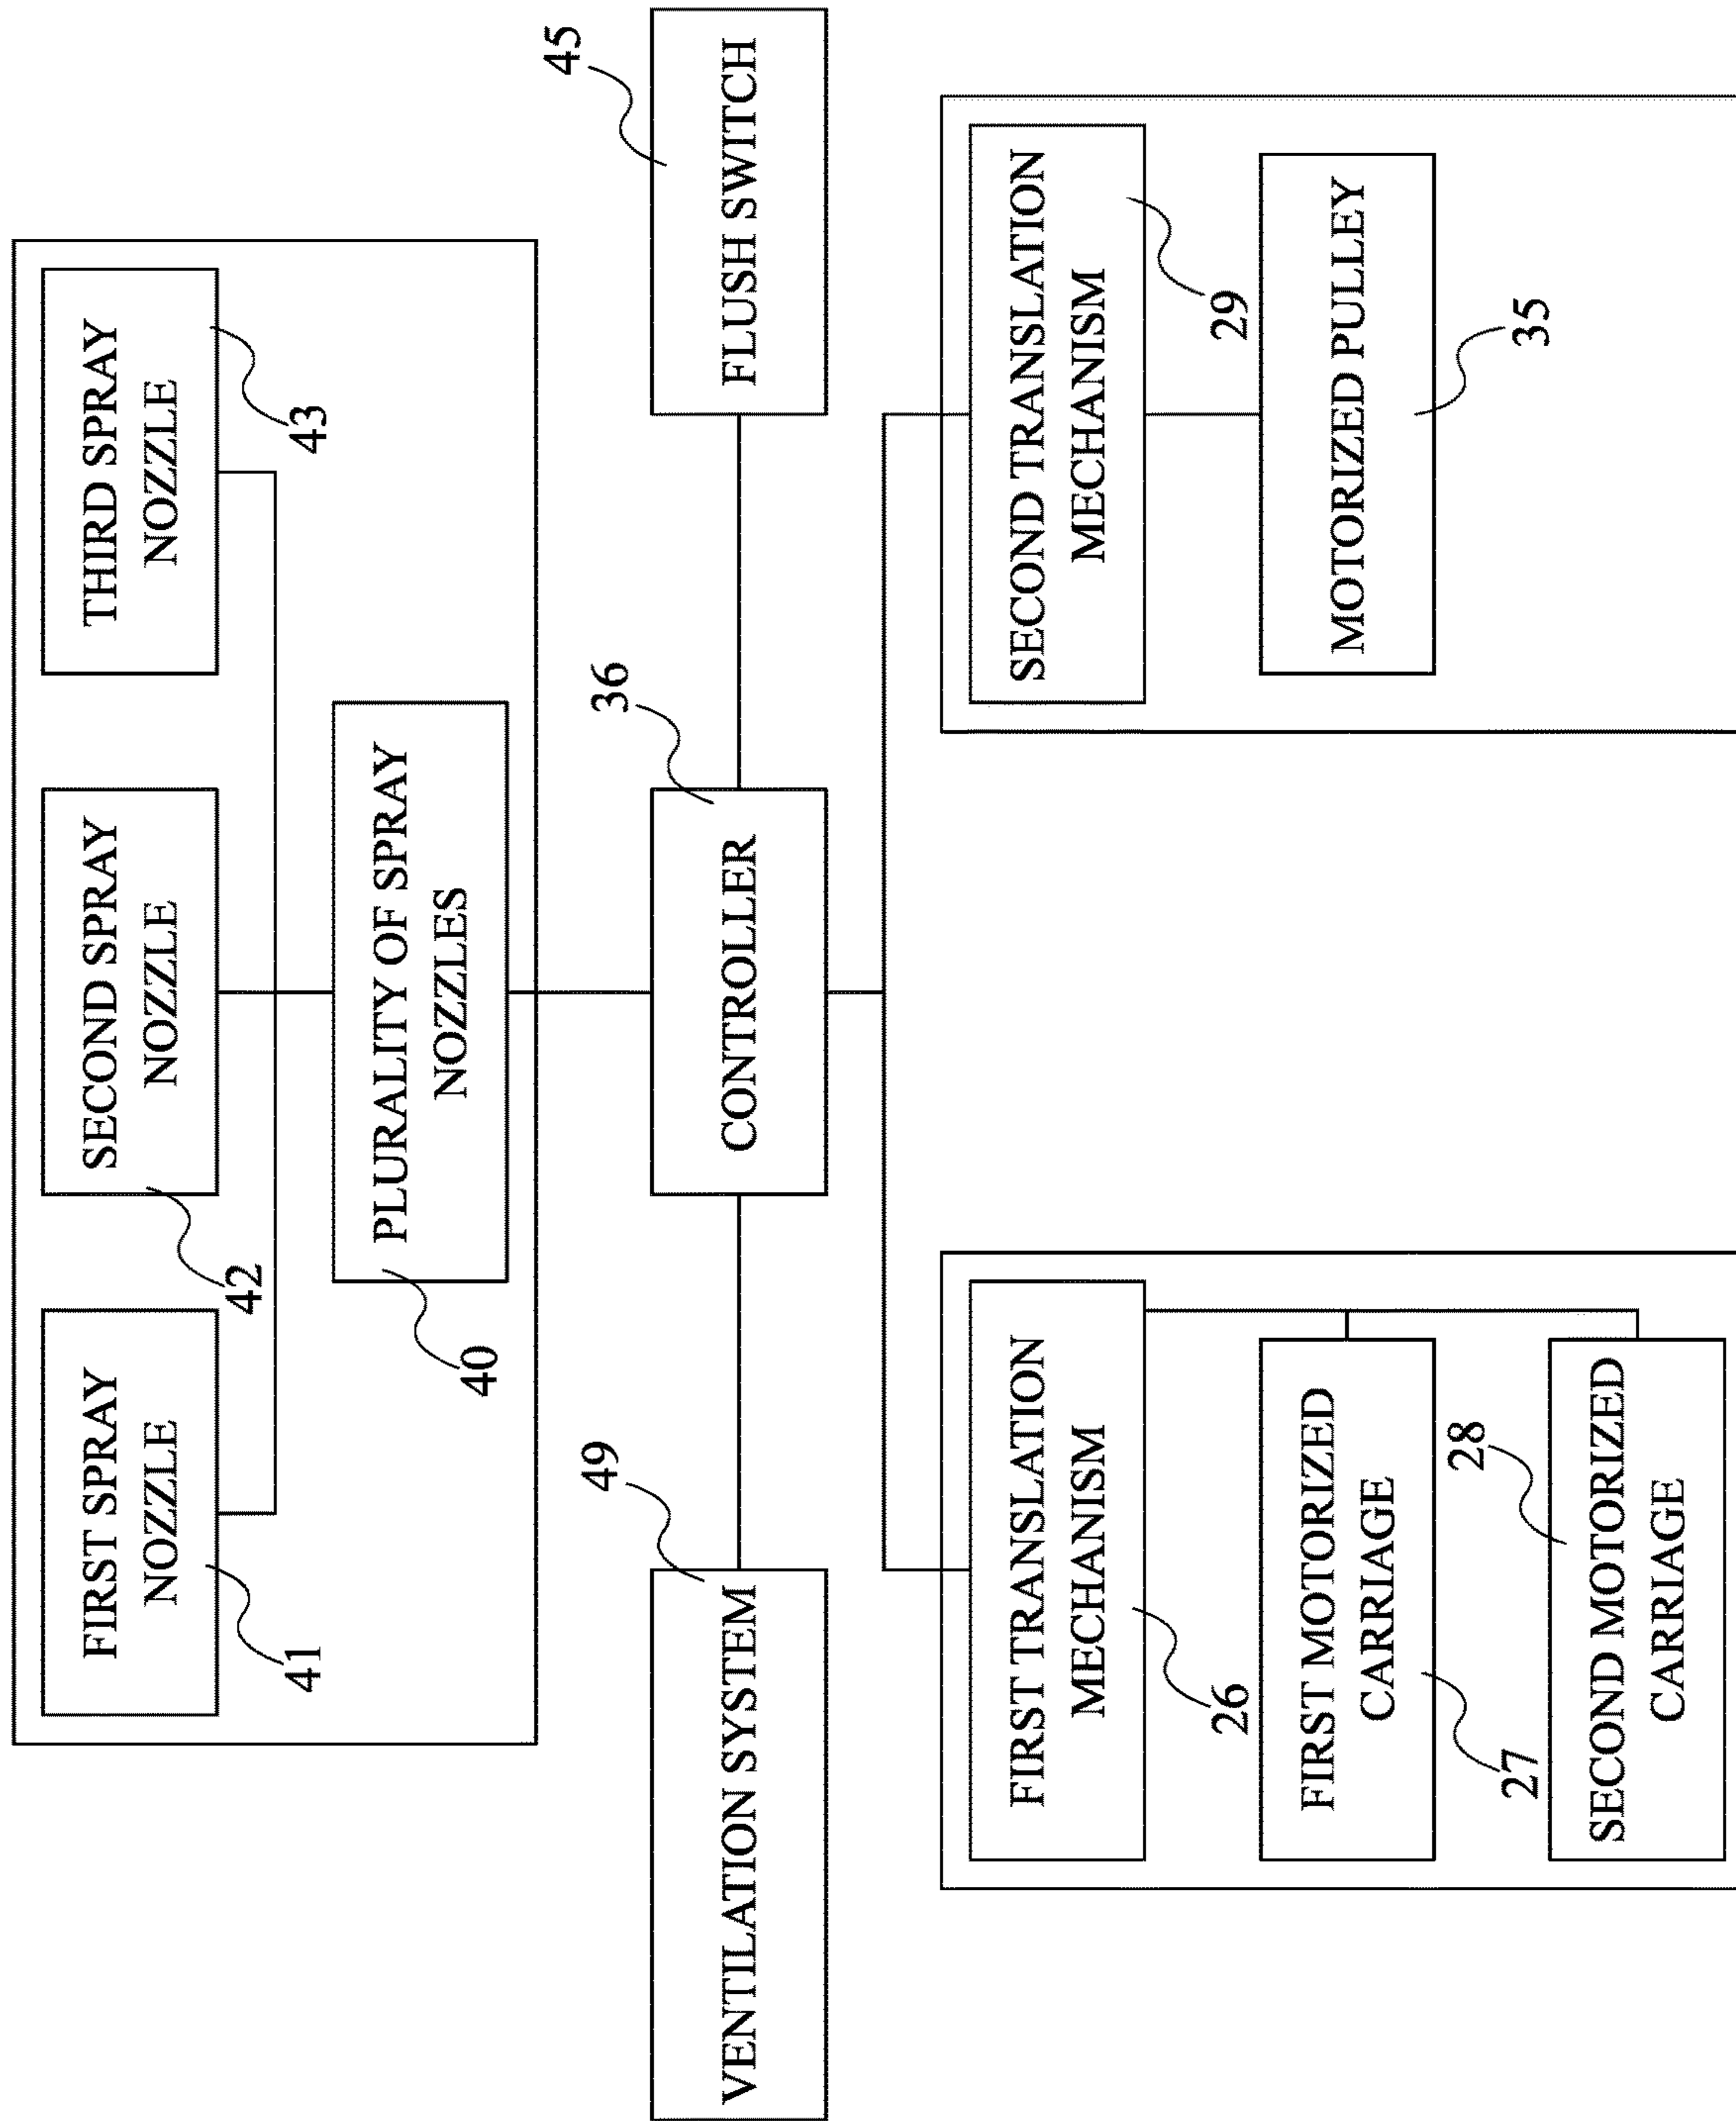 FIRST SPRAY
NOZZLE
41
SECOND SPRAY
NOZZLE
42
THIRD SPRAY
NOZZLE
43
PLURALITY OF SPRAY
NOZZLES
40
VENTILATION SYSTEM
49
CONTROLLER
36
FLUSH SWITCH
45
FIRST TRANSLATION
MECHANISM
26
FIRST MOTORIZED
CARRIAGE
27
SECOND MOTORIZED
CARRIAGE
28
SECOND TRANSLATION
MECHANISM
29
MOTORIZED PULLEY
35